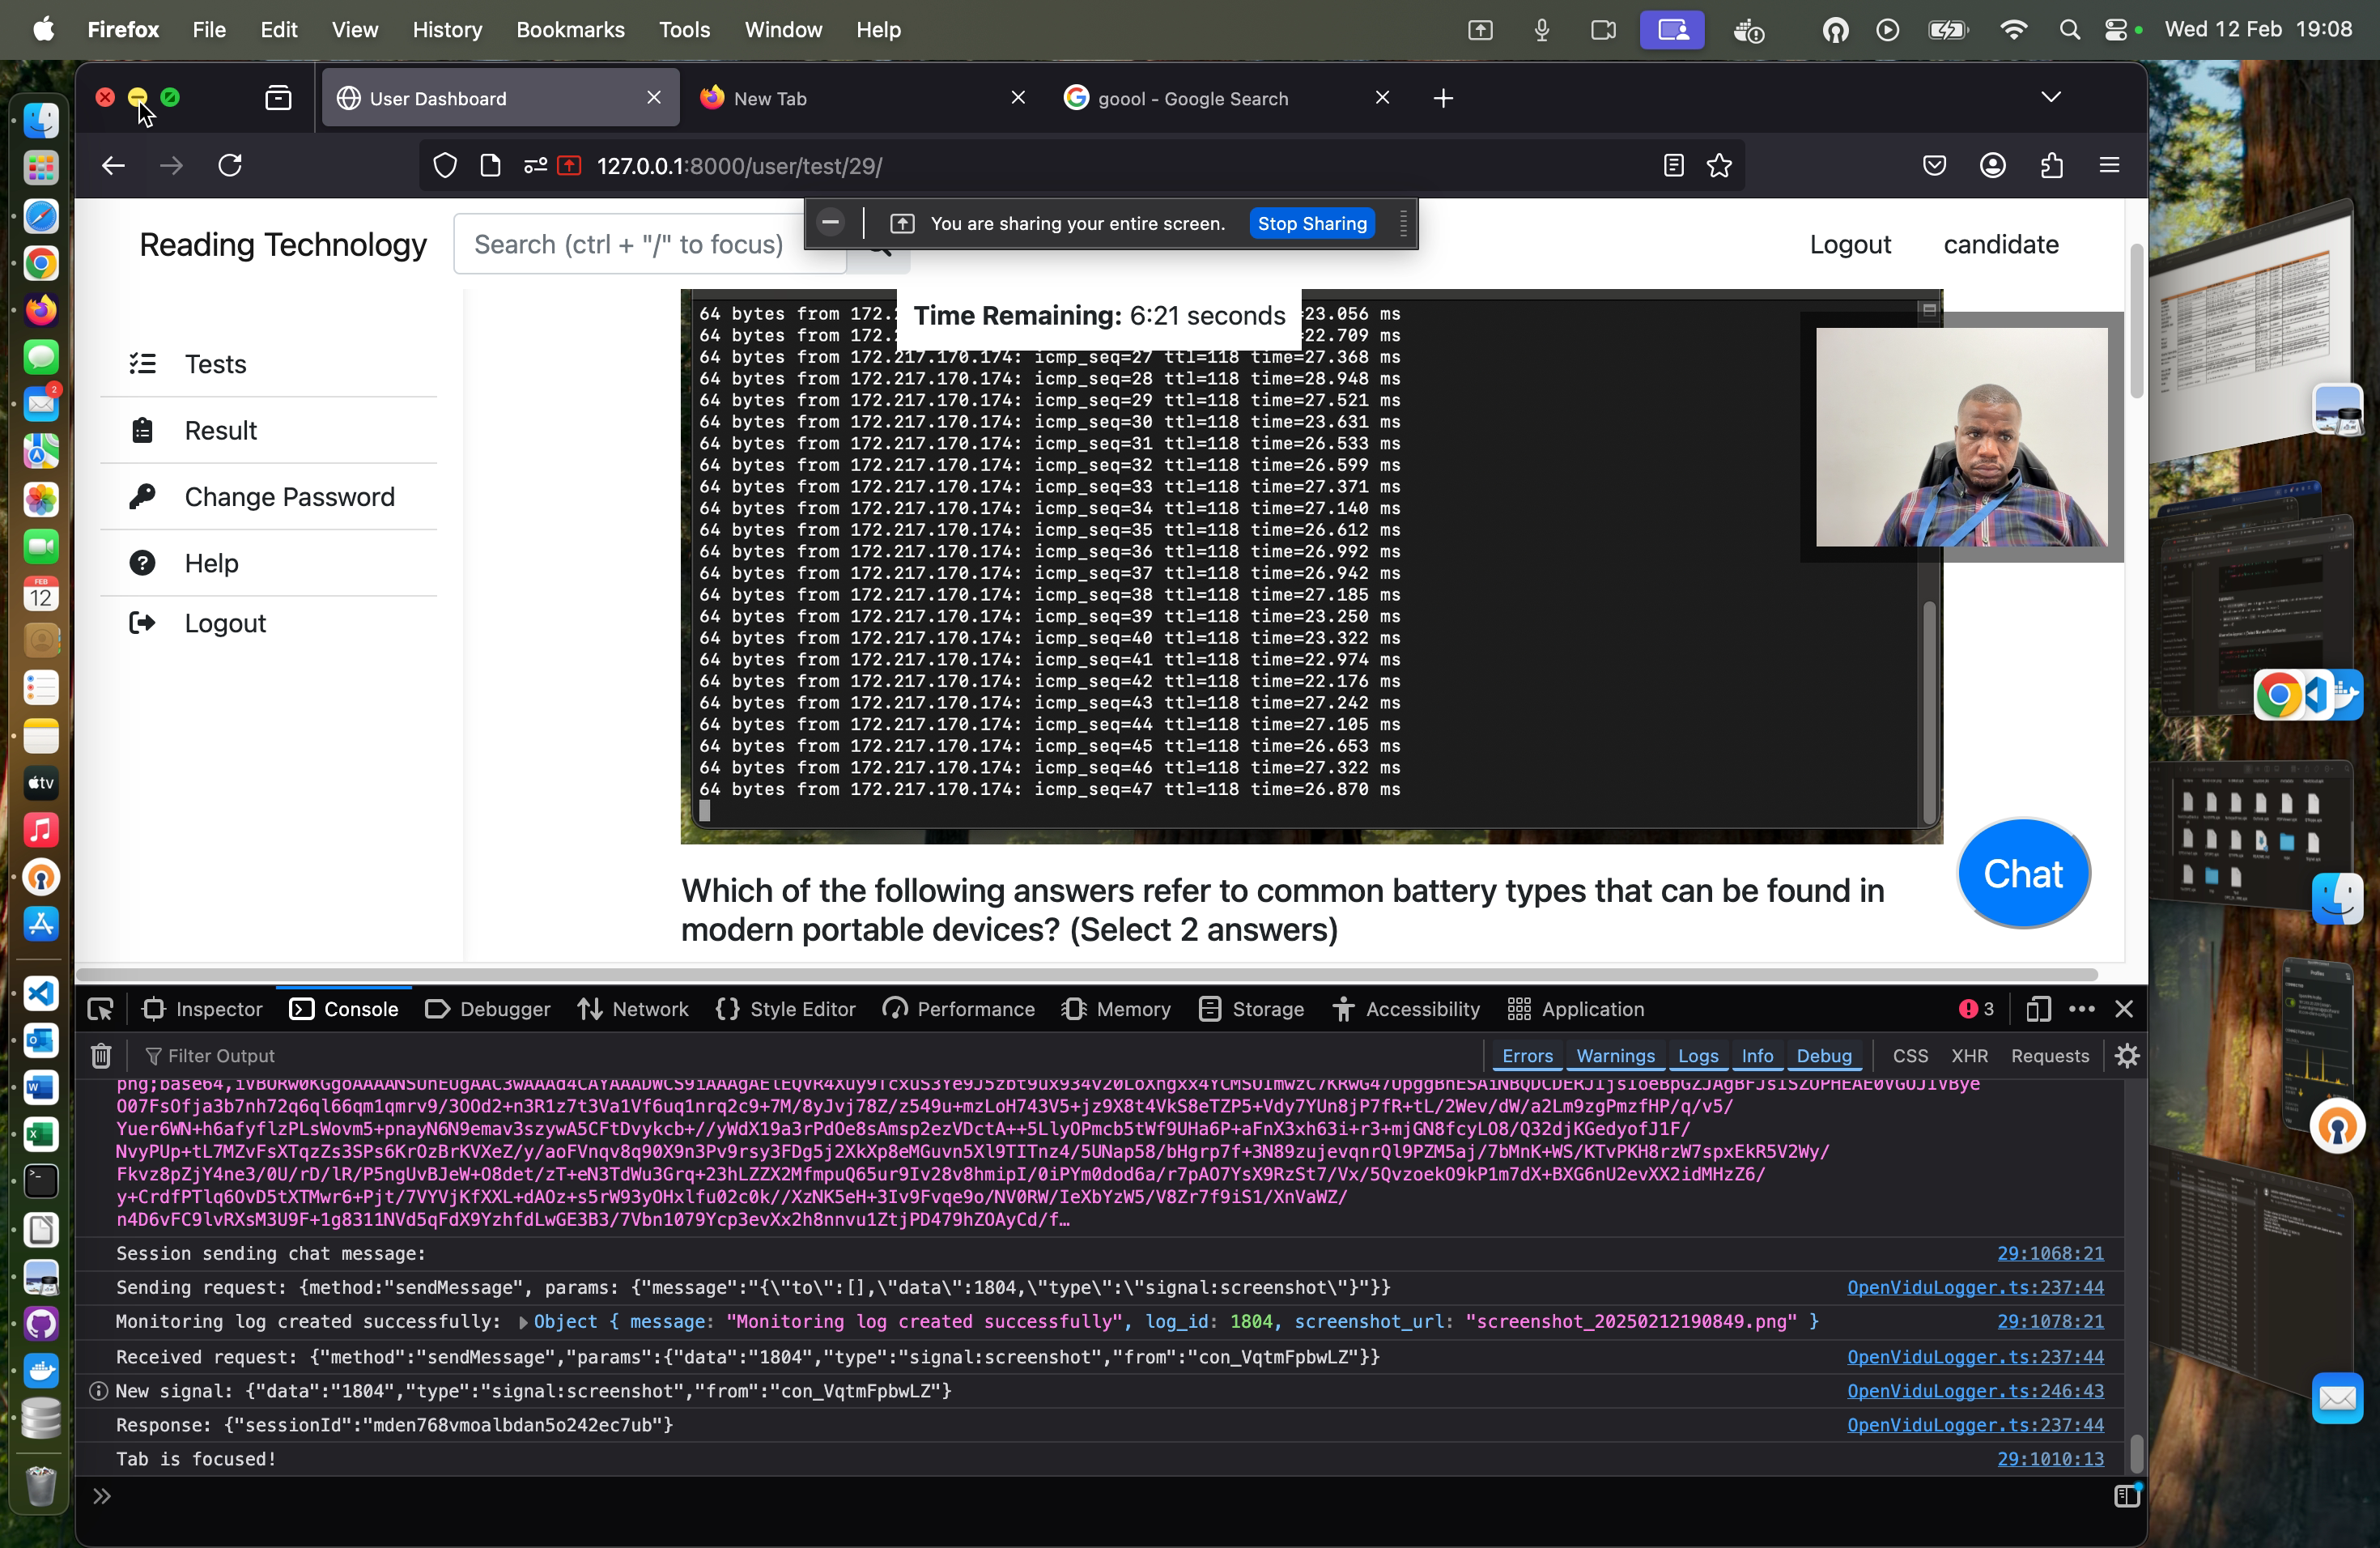 Firefox File Edit View History Bookmarks Tools Window Help Wed 12 Feb 19:08
User Dashboard New Tab goool - Google Search
127.0.0.1:8000/user/test/29/
You are sharing your entire screen. Stop Sharing
Reading Technology Search (ctrl + "/" to focus) Logout candidate
Tests
Result
Change Password
Help
Logout
Time Remaining: 6:21 seconds
64 bytes from 172. 23.056 ms
64 bytes from 172. 22.709 ms
64 bytes from 172.217.170.174: icmp_seq=27 ttl=118 time=27.368 ms
64 bytes from 172.217.170.174: icmp_seq=28 ttl=118 time=28.948 ms
64 bytes from 172.217.170.174: icmp_seq=29 ttl=118 time=27.521 ms
64 bytes from 172.217.170.174: icmp_seq=30 ttl=118 time=23.631 ms
64 bytes from 172.217.170.174: icmp_seq=31 ttl=118 time=26.533 ms
64 bytes from 172.217.170.174: icmp_seq=32 ttl=118 time=26.599 ms
64 bytes from 172.217.170.174: icmp_seq=33 ttl=118 time=27.371 ms
64 bytes from 172.217.170.174: icmp_seq=34 ttl=118 time=27.140 ms
64 bytes from 172.217.170.174: icmp_seq=35 ttl=118 time=26.612 ms
64 bytes from 172.217.170.174: icmp_seq=36 ttl=118 time=26.992 ms
64 bytes from 172.217.170.174: icmp_seq=37 ttl=118 time=26.942 ms
64 bytes from 172.217.170.174: icmp_seq=38 ttl=118 time=27.185 ms
64 bytes from 172.217.170.174: icmp_seq=39 ttl=118 time=23.250 ms
64 bytes from 172.217.170.174: icmp_seq=40 ttl=118 time=23.322 ms
64 bytes from 172.217.170.174: icmp_seq=41 ttl=118 time=22.974 ms
64 bytes from 172.217.170.174: icmp_seq=42 ttl=118 time=22.176 ms
64 bytes from 172.217.170.174: icmp_seq=43 ttl=118 time=27.242 ms
64 bytes from 172.217.170.174: icmp_seq=44 ttl=118 time=27.105 ms
64 bytes from 172.217.170.174: icmp_seq=45 ttl=118 time=26.653 ms
64 bytes from 172.217.170.174: icmp_seq=46 ttl=118 time=27.322 ms
64 bytes from 172.217.170.174: icmp_seq=47 ttl=118 time=26.870 ms
Which of the following answers refer to common battery types that can be found in
modern portable devices? (Select 2 answers)
Chat
Inspector Console Debugger Network Style Editor Performance Memory Storage Accessibility Application 3
Filter Output Errors Warnings Logs Info Debug CSS XHR Requests
007FsOfja3b7nh72q6ql66qm1qmrv9/3OOd2+n3R1z7t3Va1Vf6uq1nrq2c9+7M/8yJvj78Z/z549u+mzLoH743V5+jz9X8t4VkS8eTZP5+Vdy7YUn8jP7fR+tL/2Wev/dW/a2Lm9zgPmzfHP/q/v5/
Yuer6WN+h6afyflzPLsWovm5+pnayN6N9emav3szywA5CFtDvykcb+//yWdX19a3rPdOe8sAmsp2ezVDctA++5LlyOPmcb5tWf9UHa6P+aFnX3xh63i+r3+mjGN8fcyLO8/Q32djKGedyofJ1F/
NvyPUp+tL7MZvFsXTqzZs3SPs6KrOzBrKVXeZ/y/aoFVnqv8q90X9n3Pv9rsy3FDg5j2XkXp8eMGuvn5Xl9TITnz4/5UNap58/bHgrp7f+3N89zujevqnrQl9PZM5aj/7bMnK+WS/KTvPKH8rzW7spxEkR5V2Wy/
Fkvz8pZjY4ne3/0U/rD/lR/P5ngUvBJeW+O8det/zT+eN3TdWu3Grq+23hLZZX2MfmpuQ65ur9Iv28v8hmipI/0iPYm0dod6a/r7pAO7YsX9RzSt7/Vx/5QvzoekO9kP1m7dX+BXG6nU2evXX2idMHzZ6/
y+CrdfPTlq6OvD5tXTMwr6+Pjt/7VYVjKfXXL+dAOz+s5rW93yOHxlfu02c0k//XzNK5eH+3Iv9Fvqe9o/NV0RW/IeXbYzW5/V8Zr7f9iS1/XnVaWZ/
n4D6vFC9lvRXsM3U9F+1g8311NVd5qFdX9YzhfdLwGE3B3/7Vbn1079Ycp3evXx2h8nnvu1ZtjPD479hZOAyCd/f…
Session sending chat message: 29:1068:21
Sending request: {method:"sendMessage", params: {"message":"{\"to\":[],\"data\":1804,\"type\":\"signal:screenshot\"}"}} OpenViduLogger.ts:237:44
Monitoring log created successfully: Object { message: "Monitoring log created successfully", log_id: 1804, screenshot_url: "screenshot_20250212190849.png" } 29:1078:21
Received request: {"method":"sendMessage","params":{"data":"1804","type":"signal:screenshot","from":"con_VqtmFpbwLZ"}} OpenViduLogger.ts:237:44
New signal: {"data":"1804","type":"signal:screenshot","from":"con_VqtmFpbwLZ"} OpenViduLogger.ts:246:43
Response: {"sessionId":"mden768vmoalbdan5o242ec7ub"} OpenViduLogger.ts:237:44
Tab is focused! 29:1010:13